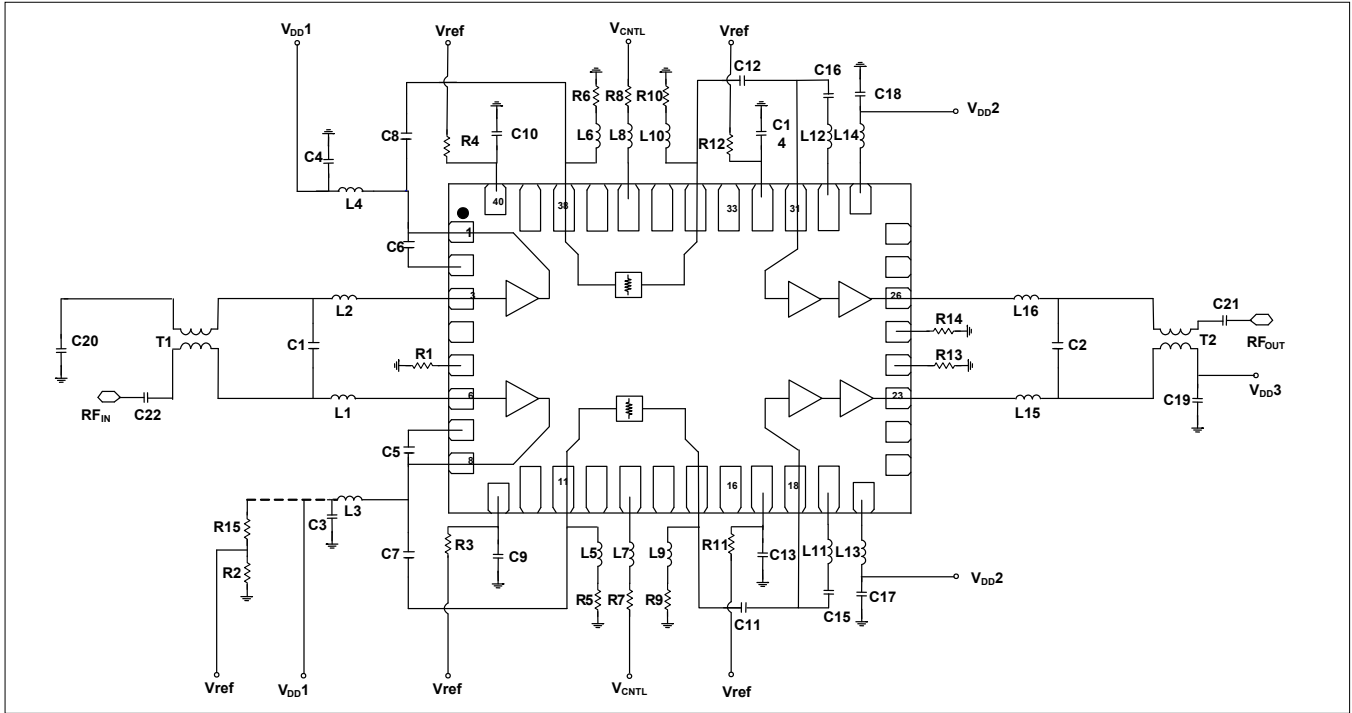 VDD1
Vref
VCNTL
Vref
C12
C16
C18
VDD2
R6
R8
R10
C8
R4
C10
L6
L8
L10
R12
C1
4
L12
L14
C4
L4
40
38
33
31
C6
1
3
26
L2
L16
C21
R14
C20
T1
C1
C2
T2
RFOUT
R1
R13
6
23
VDD3
RFIN
C22
L1
L15
C19
C5
8
11
16
18
L3
R15
C3
C7
R3
C9
L5
L7
L9
R11
C13
L11
L13
R2
VDD2
R5
R7
R9
C11
C15
C17
Vref
VDD1
Vref
VCNTL
Vref